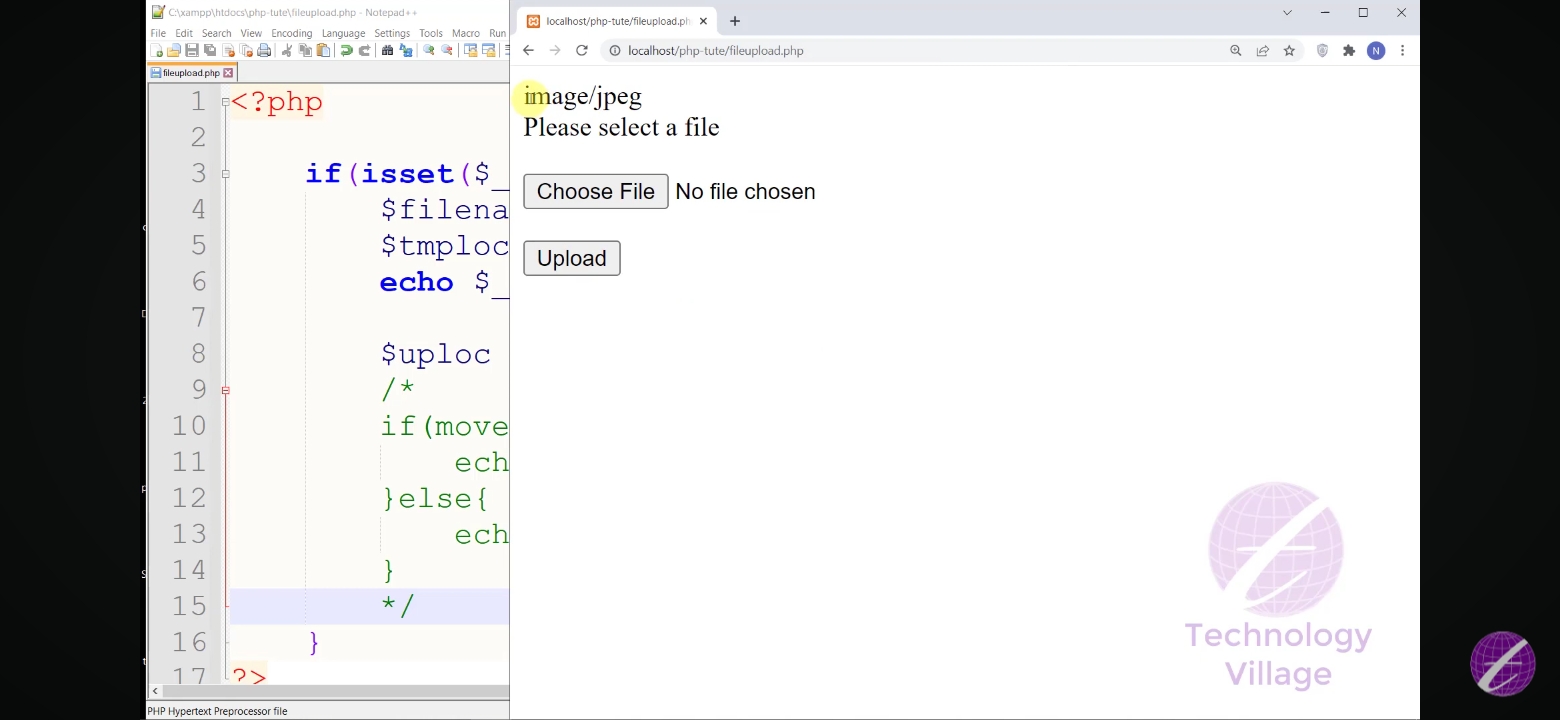 C:\xampp\htdocs\php-tute\fileupload.php - Notepad++
File Edit Search View Encoding Language Settings Tools Macro Run
fileupload.php
1 <?php
2
3 if(isset($_
4 $filena
5 $tmploc
6 echo $_
7
8 $uploc
9 /*
10 if(move
11 ech
12 }else{
13 ech
14 }
15 */
16 }
17 ?>
PHP Hypertext Preprocessor file
localhost/php-tute/fileupload.ph
localhost/php-tute/fileupload.php
N
image/jpeg
Please select a file
Choose File No file chosen
Upload
Technology
Village